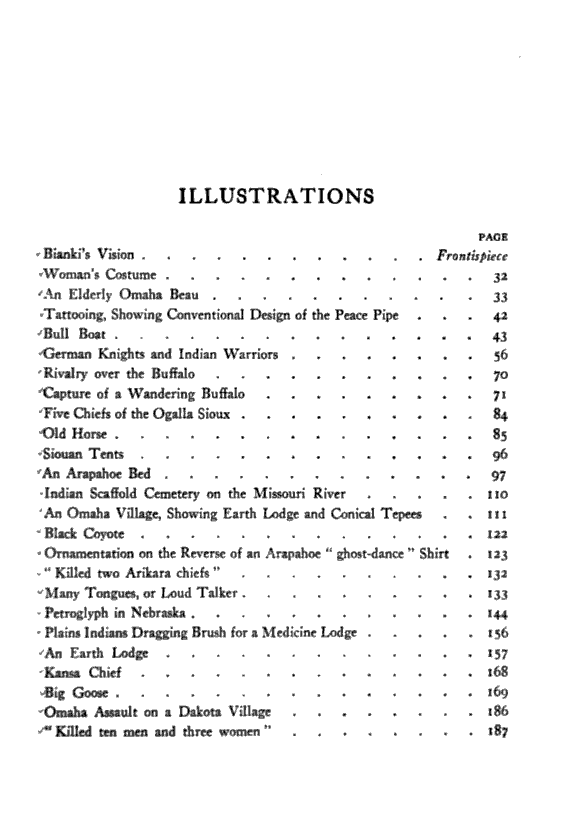 ILLUSTRATIONS
PAGE
Bianki's Vision . . . . . . . . . . . . . Frontispiece
Woman's Costume . . . . . . . . . . . . . 32
An Elderly Omaha Beau . . . . . . . . . . . 33
Tattooing, Showing Conventional Design of the Peace Pipe . . . 42
Bull Boat . . . . . . . . . . . . . . . 43
German Knights and Indian Warriors . . . . . . . . 56
Rivalry over the Buffalo . . . . . . . . . . . 70
Capture of a Wandering Buffalo . . . . . . . . . 71
Five Chiefs of the Ogalla Sioux . . . . . . . . . . 84
Old Horse . . . . . . . . . . . . . . . 85
Siouan Tents . . . . . . . . . . . . . . 96
An Arapahoe Bed . . . . . . . . . . . . . 97
Indian Scaffold Cemetery on the Missouri River . . . . . 110
An Omaha Village, Showing Earth Lodge and Conical Tepees . . 111
Black Coyote . . . . . . . . . . . . . . 122
Ornamentation on the Reverse of an Arapahoe " ghost-dance " Shirt . 123
" Killed two Arikara chiefs " . . . . . . . . . . 132
Many Tongues, or Loud Talker . . . . . . . . . . 133
Petroglyph in Nebraska . . . . . . . . . . . . 144
Plains Indians Dragging Brush for a Medicine Lodge . . . . . 156
An Earth Lodge . . . . . . . . . . . . . 157
Kansa Chief . . . . . . . . . . . . . . 168
Big Goose . . . . . . . . . . . . . . . 169
Omaha Assault on a Dakota Village . . . . . . . . 186
" Killed ten men and three women " . . . . . . . . 187